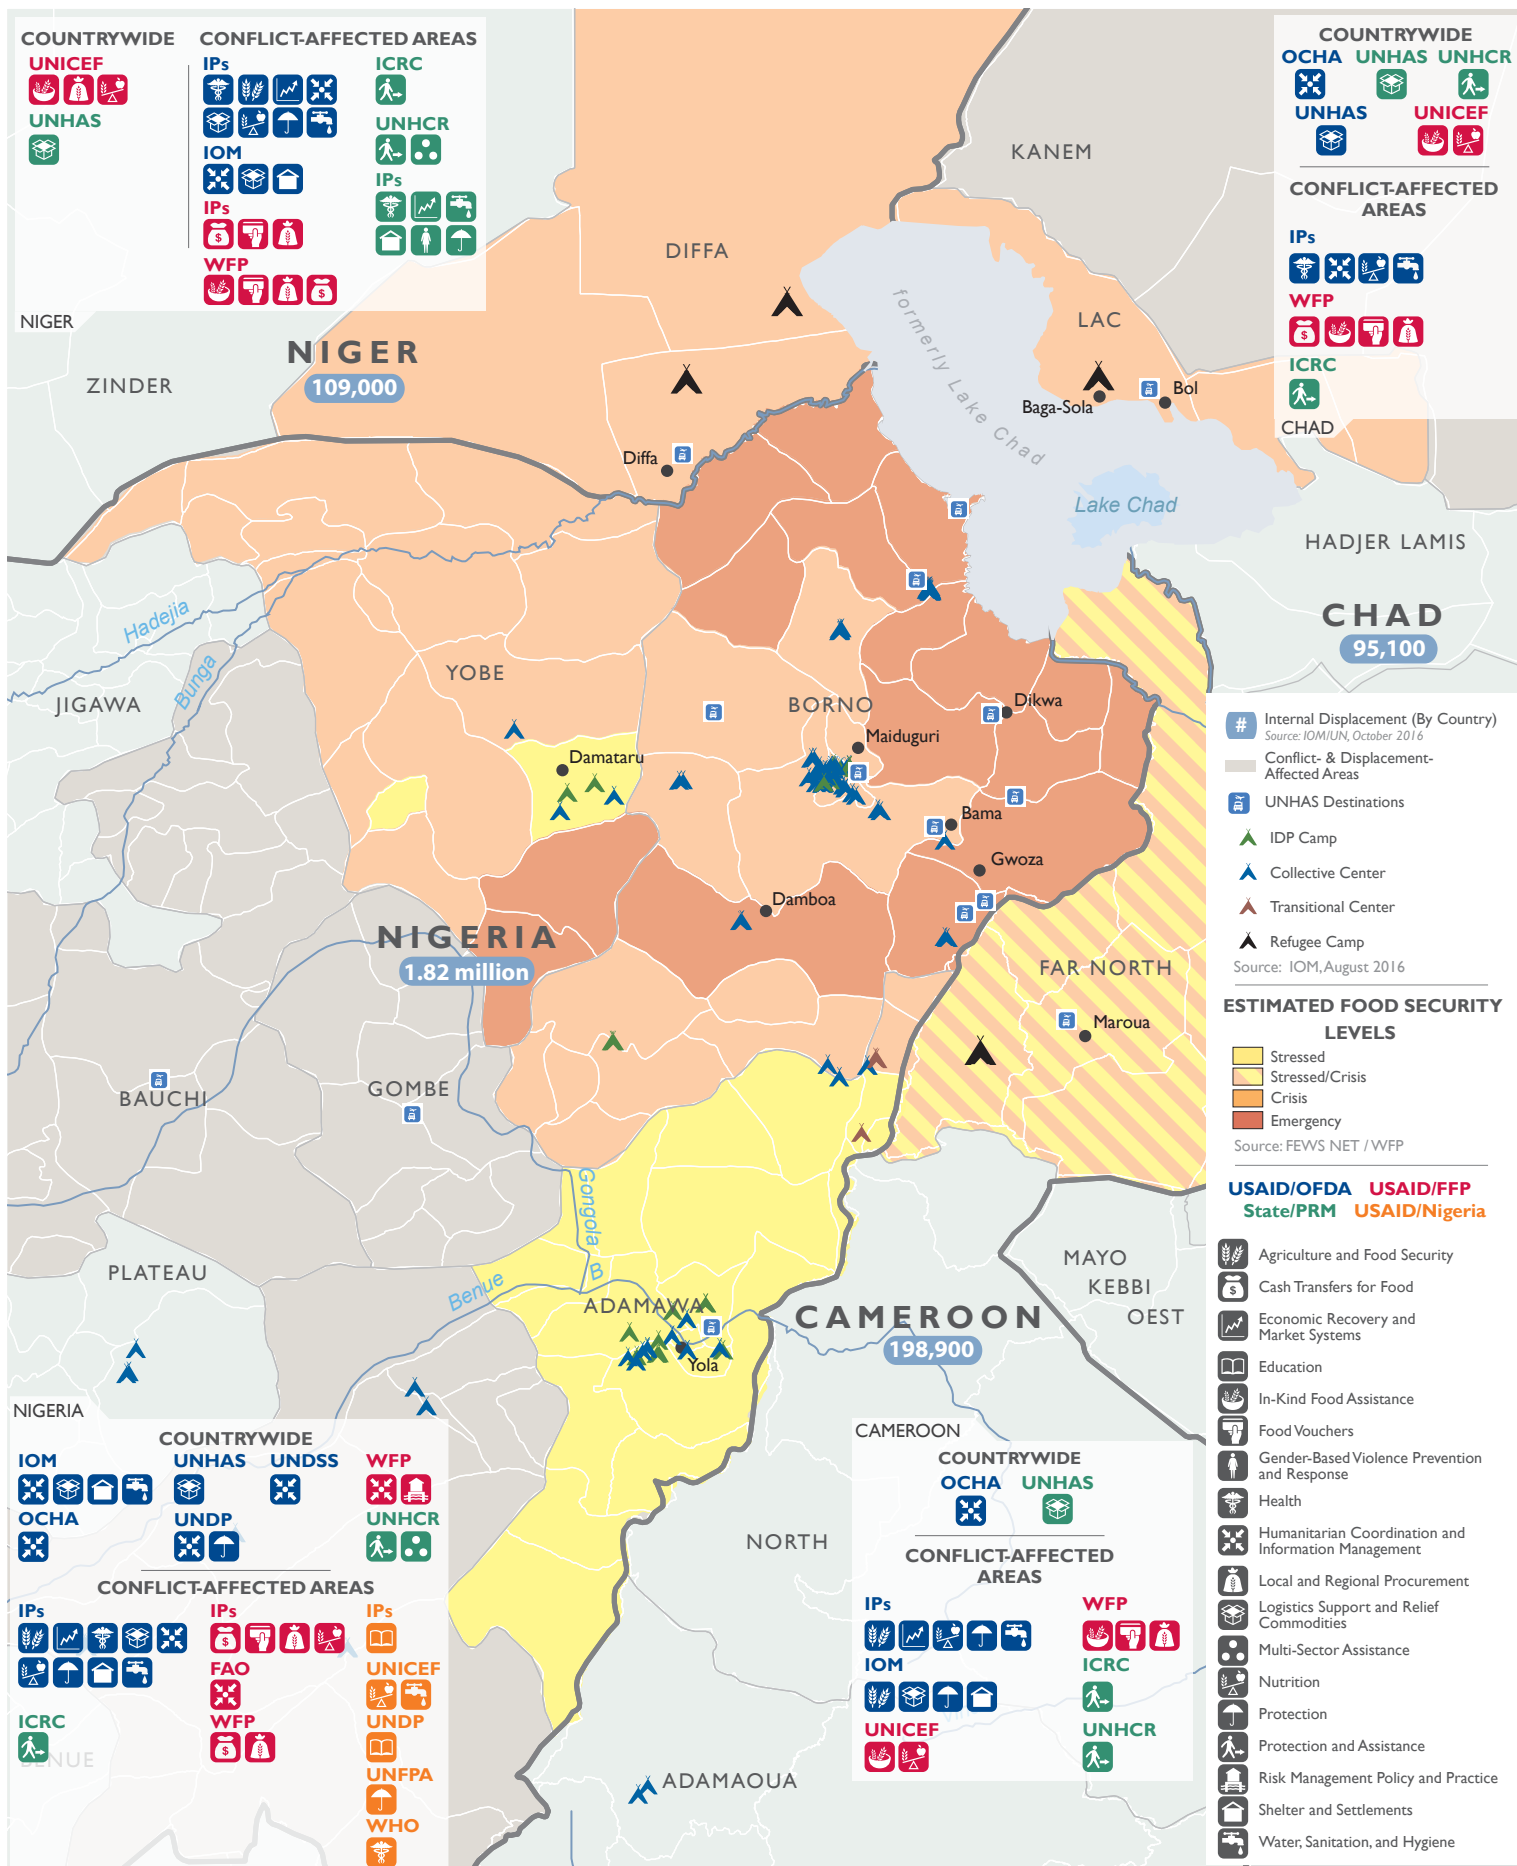 COUNTRYWIDE
UNICEF
UNHAS
CONFLICT-AFFECTED AREAS
IPs
IOM
IPs
WFP
ICRC
UNHCR
IPs
NIGER
COUNTRYWIDE
OCHA UNHAS UNHCR
UNHAS UNICEF
CONFLICT-AFFECTED
AREAS
IPs
WFP
ICRC
CHAD
KANEM
DIFFA
LAC
formerly Lake Chad
NIGER
109,000
ZINDER
Baga-Sola
Bol
Diffa
Lake Chad
HADJER LAMIS
CHAD
95,100
Hadejia
Bunga
JIGAWA
YOBE
BORNO
Dikwa
Maiduguri
Damataru
Bama
Gwoza
Damboa
NIGERIA
1.82 million
FAR NORTH
Maroua
BAUCHI
GOMBE
Gongola
B
Benue
PLATEAU
ADAMAWA
Yola
CAMEROON
198,900
MAYO
KEBBI
OEST
NORTH
ADAMAOUA
# Internal Displacement (By Country)
Source: IOM/UN, October 2016
Conflict- & Displacement-
Affected Areas
UNHAS Destinations
IDP Camp
Collective Center
Transitional Center
Refugee Camp
Source: IOM, August 2016
ESTIMATED FOOD SECURITY
LEVELS
Stressed
Stressed/Crisis
Crisis
Emergency
Source: FEWS NET / WFP
USAID/OFDA USAID/FFP
State/PRM USAID/Nigeria
Agriculture and Food Security
Cash Transfers for Food
Economic Recovery and
Market Systems
Education
In-Kind Food Assistance
Food Vouchers
Gender-Based Violence Prevention
and Response
Health
Humanitarian Coordination and
Information Management
Local and Regional Procurement
Logistics Support and Relief
Commodities
Multi-Sector Assistance
Nutrition
Protection
Protection and Assistance
Risk Management Policy and Practice
Shelter and Settlements
Water, Sanitation, and Hygiene
NIGERIA
COUNTRYWIDE
IOM UNHAS UNDSS WFP
OCHA UNDP UNHCR
CONFLICT-AFFECTED AREAS
IPs
ICRC
BENUE
IPs
FAO
WFP
IPs
UNICEF
UNDP
UNFPA
WHO
CAMEROON
COUNTRYWIDE
OCHA UNHAS
CONFLICT-AFFECTED
AREAS
IPs
IOM
UNICEF
WFP
ICRC
UNHCR